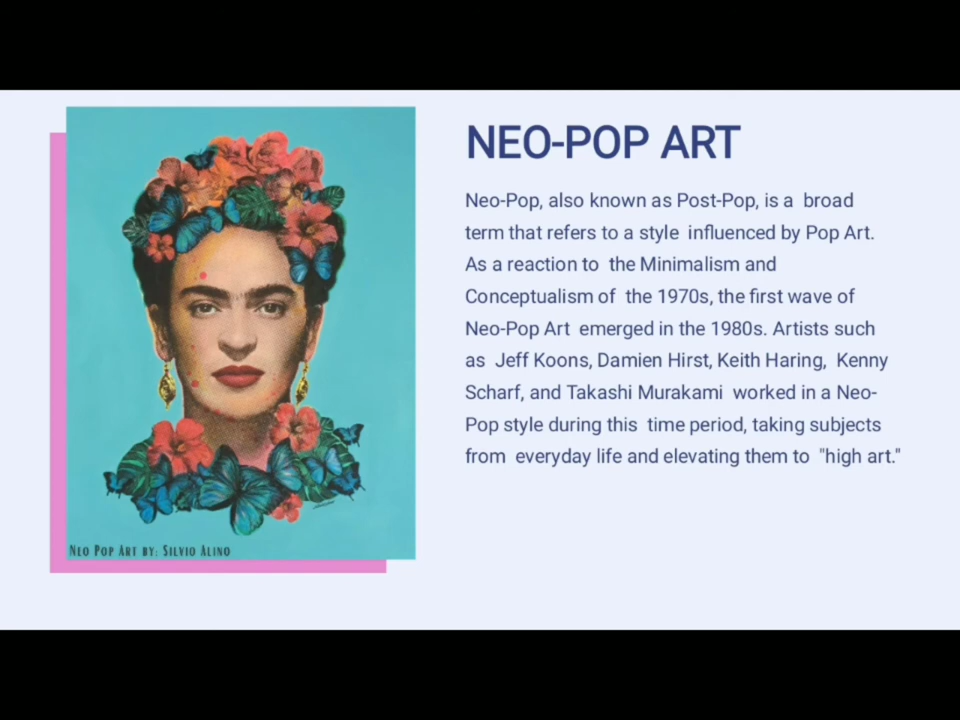 NEO-POP ART
Neo-Pop, also known as Post-Pop, is a broad
term that refers to a style influenced by Pop Art.
As a reaction to the Minimalism and
Conceptualism of the 1970s, the first wave of
Neo-Pop Art emerged in the 1980s. Artists such
as Jeff Koons, Damien Hirst, Keith Haring, Kenny
Scharf, and Takashi Murakami worked in a Neo-
Pop style during this time period, taking subjects
from everyday life and elevating them to "high art."
Neo Pop Art by: Silvio Alino